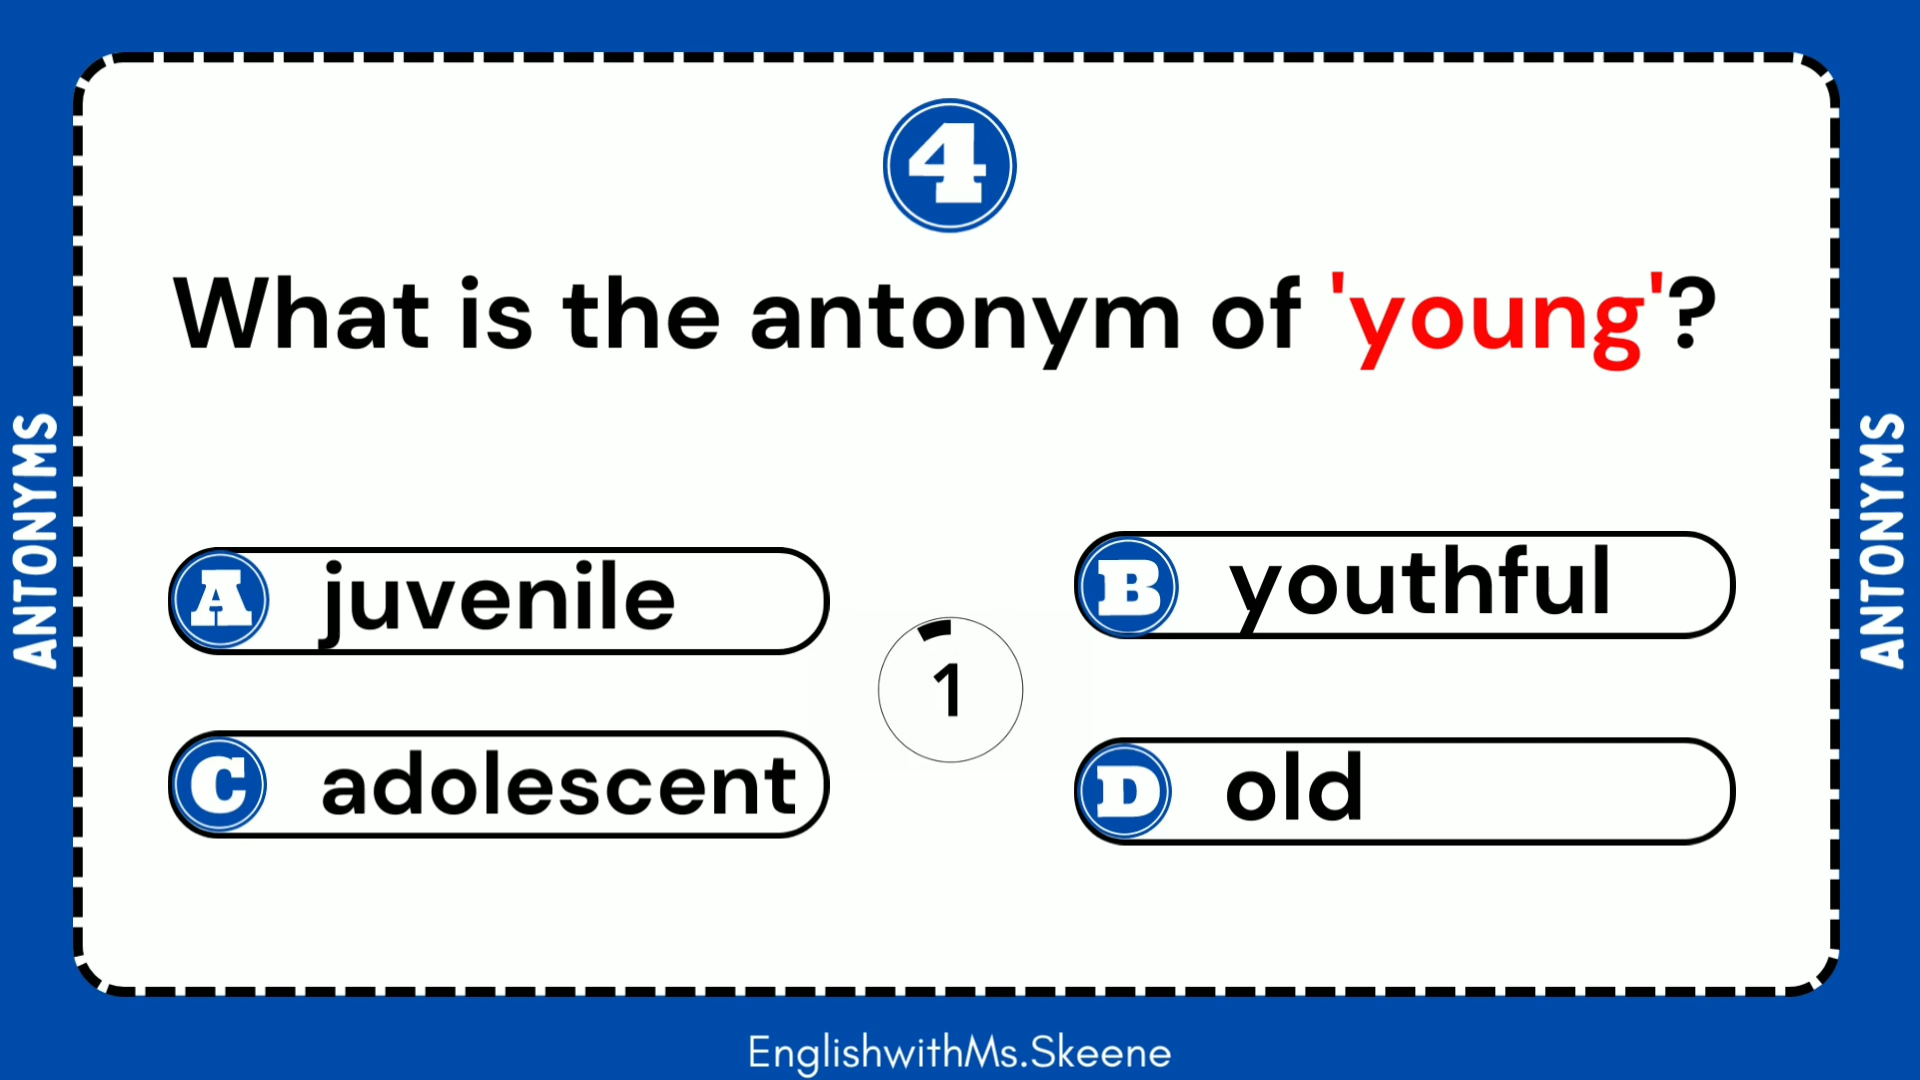 4
What is the antonym of 'young'?
ANTONYMS
A juvenile
B youthful
1
C adolescent
D old
ANTONYMS
EnglishwithMs.Skeene